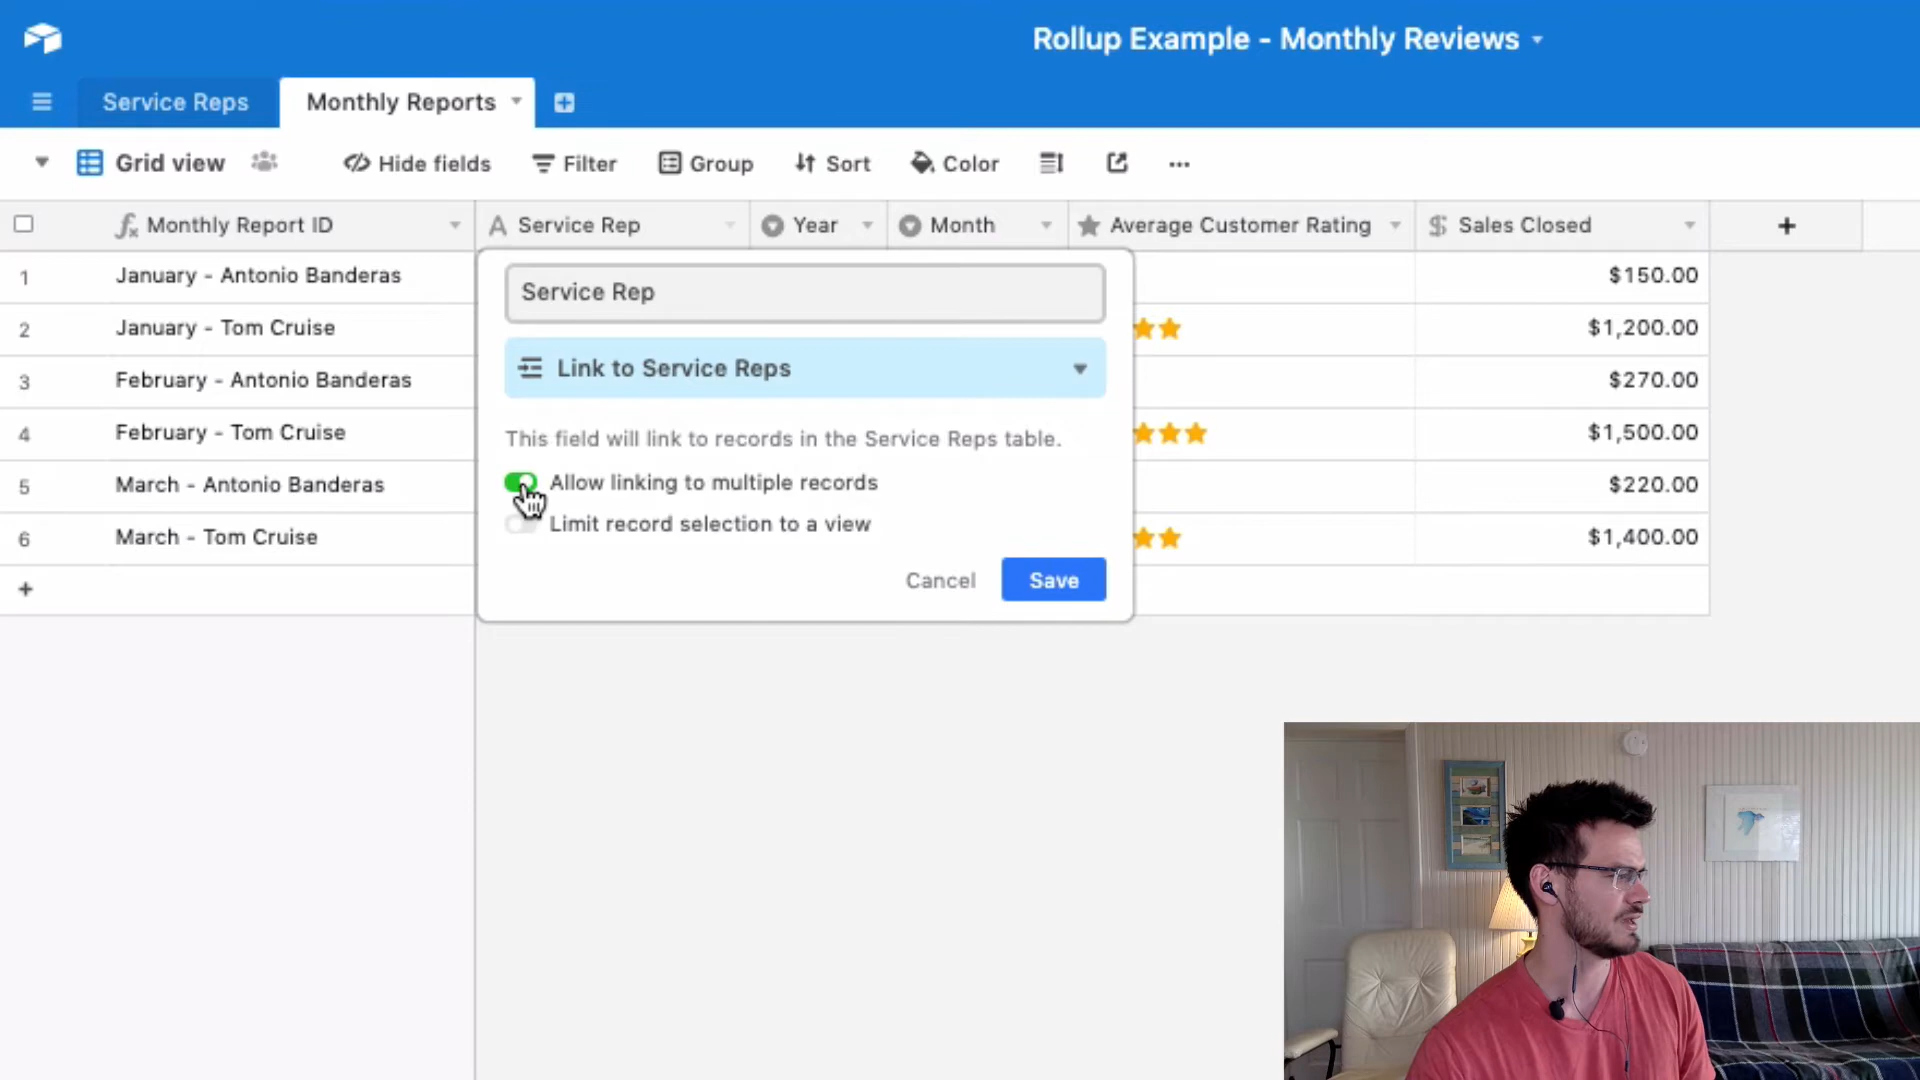 Rollup Example - Monthly Reviews
Service Reps
Monthly Reports
Grid view
Hide fields
Filter
Group
Sort
Color
Monthly Report ID
Service Rep
Year
Month
Average Customer Rating
Sales Closed
1
January - Antonio Banderas
$150.00
2
January - Tom Cruise
$1,200.00
3
February - Antonio Banderas
$270.00
4
February - Tom Cruise
$1,500.00
5
March - Antonio Banderas
$220.00
6
March - Tom Cruise
$1,400.00
Service Rep
Link to Service Reps
This field will link to records in the Service Reps table.
Allow linking to multiple records
Limit record selection to a view
Cancel
Save